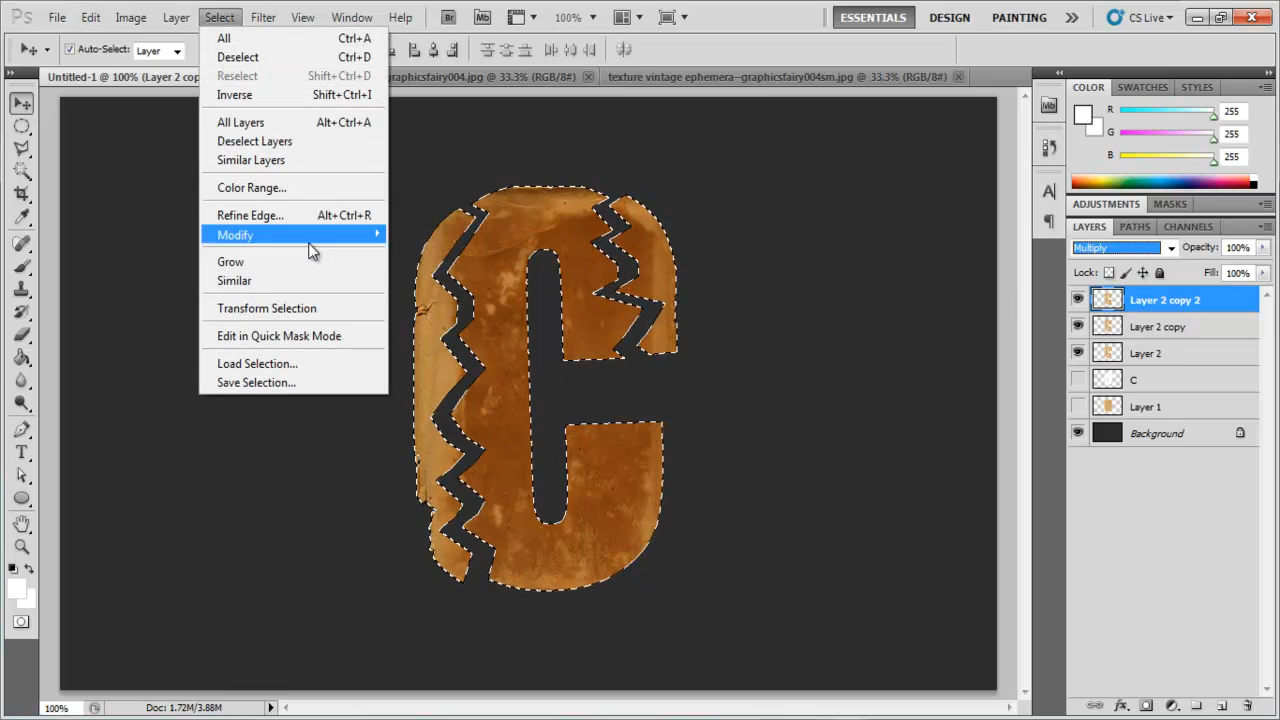 Ps File Edit Image Layer Select Filter View Window Help Br Mb 100% ESSENTIALS DESIGN PAINTING CS Live
Auto-Select: Layer
Untitled-1 @ 100% (Layer 2 cop graphicsfairy004.jpg @ 33.3% (RGB/8#) texture vintage ephemera--graphicsfairy004sm.jpg @ 33.3% (RGB/8#)
All Ctrl+A
Deselect Ctrl+D
Reselect Shift+Ctrl+D
Inverse Shift+Ctrl+I
All Layers Alt+Ctrl+A
Deselect Layers
Similar Layers
Color Range...
Refine Edge... Alt+Ctrl+R
Modify
Grow
Similar
Transform Selection
Edit in Quick Mask Mode
Load Selection...
Save Selection...
C
Mb
COLOR SWATCHES STYLES
R 255
G 255
B 255
ADJUSTMENTS MASKS
LAYERS PATHS CHANNELS
Multiply Opacity: 100%
Lock: Fill: 100%
Layer 2 copy 2
Layer 2 copy
Layer 2
C
Layer 1
Background
100% Doc: 1.72M/3.88M